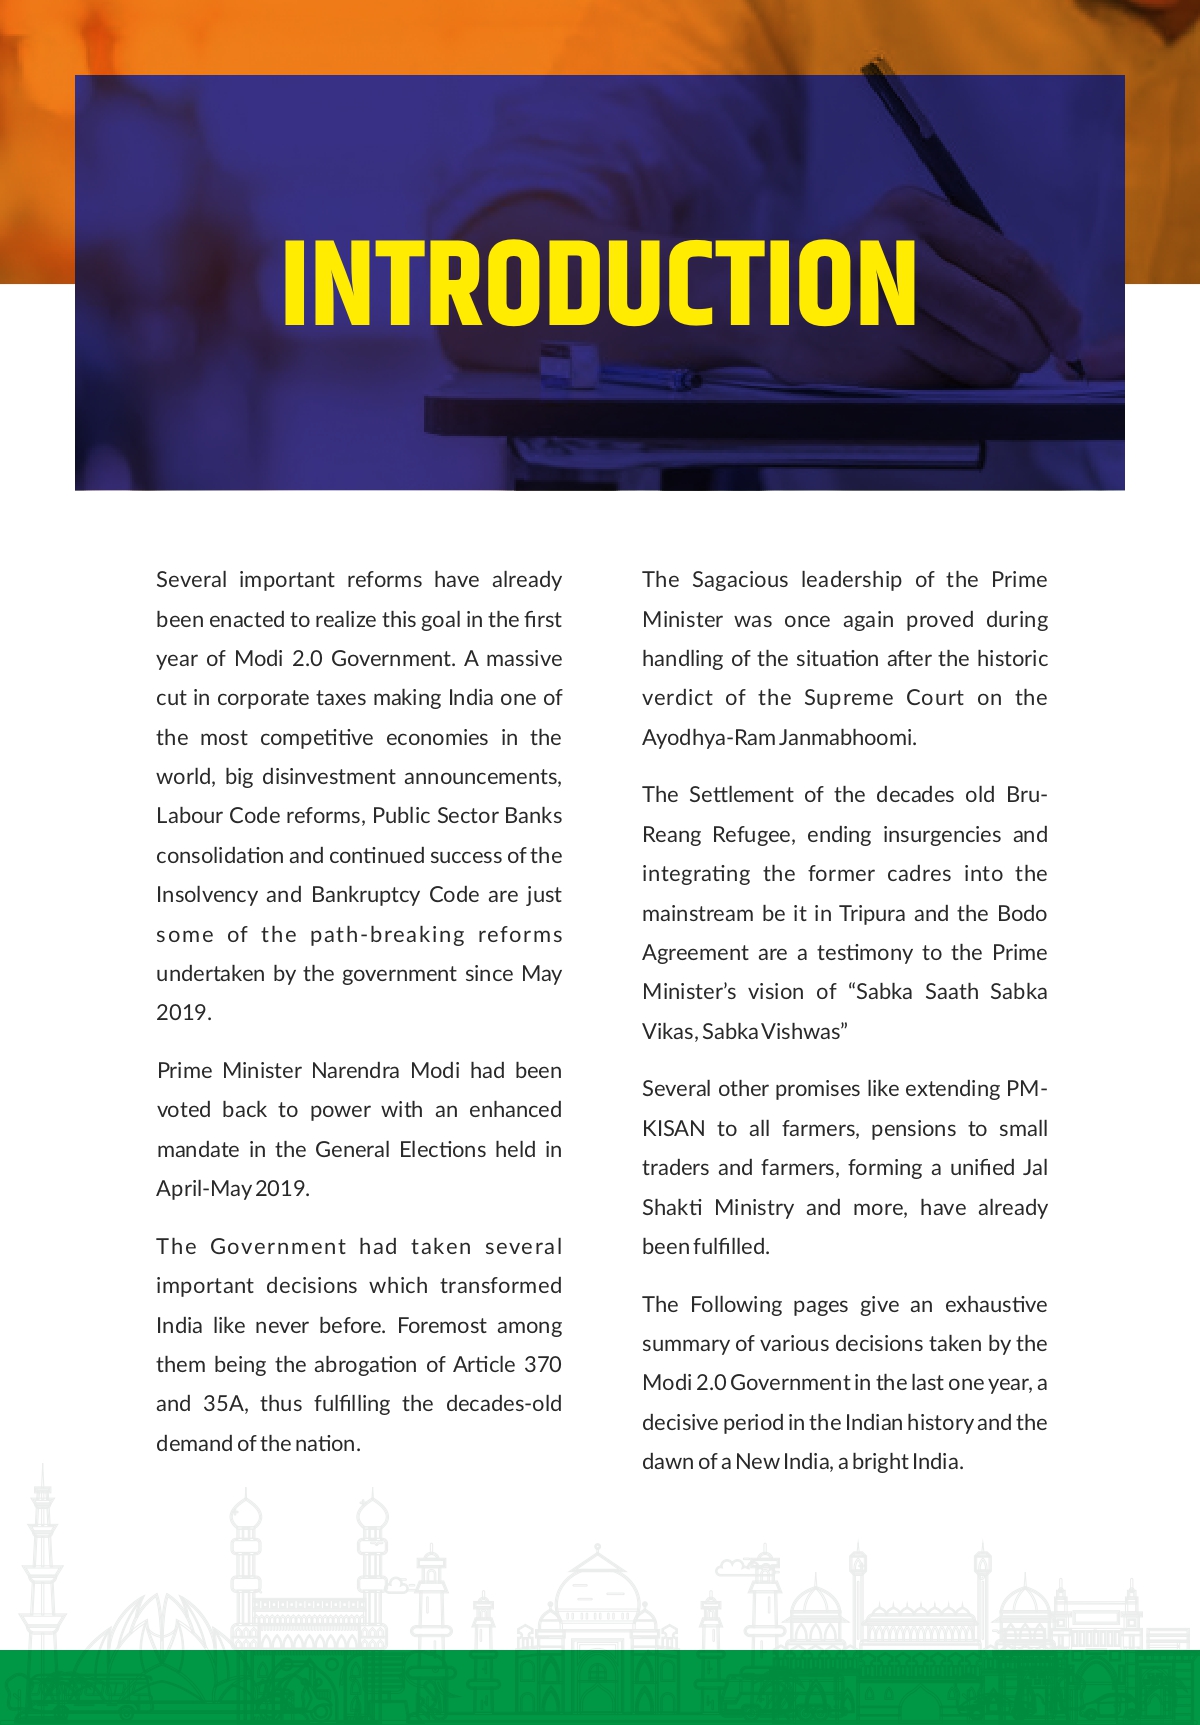 INTRODUCTION
Several important reforms have already
been enacted to realize this goal in the first
year of Modi 2.0 Government. A massive
cut in corporate taxes making India one of
the most competitive economies in the
world, big disinvestment announcements,
Labour Code reforms, Public Sector Banks
consolidation and continued success of the
Insolvency and Bankruptcy Code are just
some of the path-breaking reforms
undertaken by the government since May
2019.
Prime Minister Narendra Modi had been
voted back to power with an enhanced
mandate in the General Elections held in
April-May 2019.
The Government had taken several
important decisions which transformed
India like never before. Foremost among
them being the abrogation of Article 370
and 35A, thus fulfilling the decades-old
demand of the nation.
The Sagacious leadership of the Prime
Minister was once again proved during
handling of the situation after the historic
verdict of the Supreme Court on the
Ayodhya-Ram Janmabhoomi.
The Settlement of the decades old Bru-
Reang Refugee, ending insurgencies and
integrating the former cadres into the
mainstream be it in Tripura and the Bodo
Agreement are a testimony to the Prime
Minister’s vision of “Sabka Saath Sabka
Vikas, Sabka Vishwas”
Several other promises like extending PM-
KISAN to all farmers, pensions to small
traders and farmers, forming a unified Jal
Shakti Ministry and more, have already
been fulfilled.
The Following pages give an exhaustive
summary of various decisions taken by the
Modi 2.0 Government in the last one year, a
decisive period in the Indian history and the
dawn of a New India, a bright India.